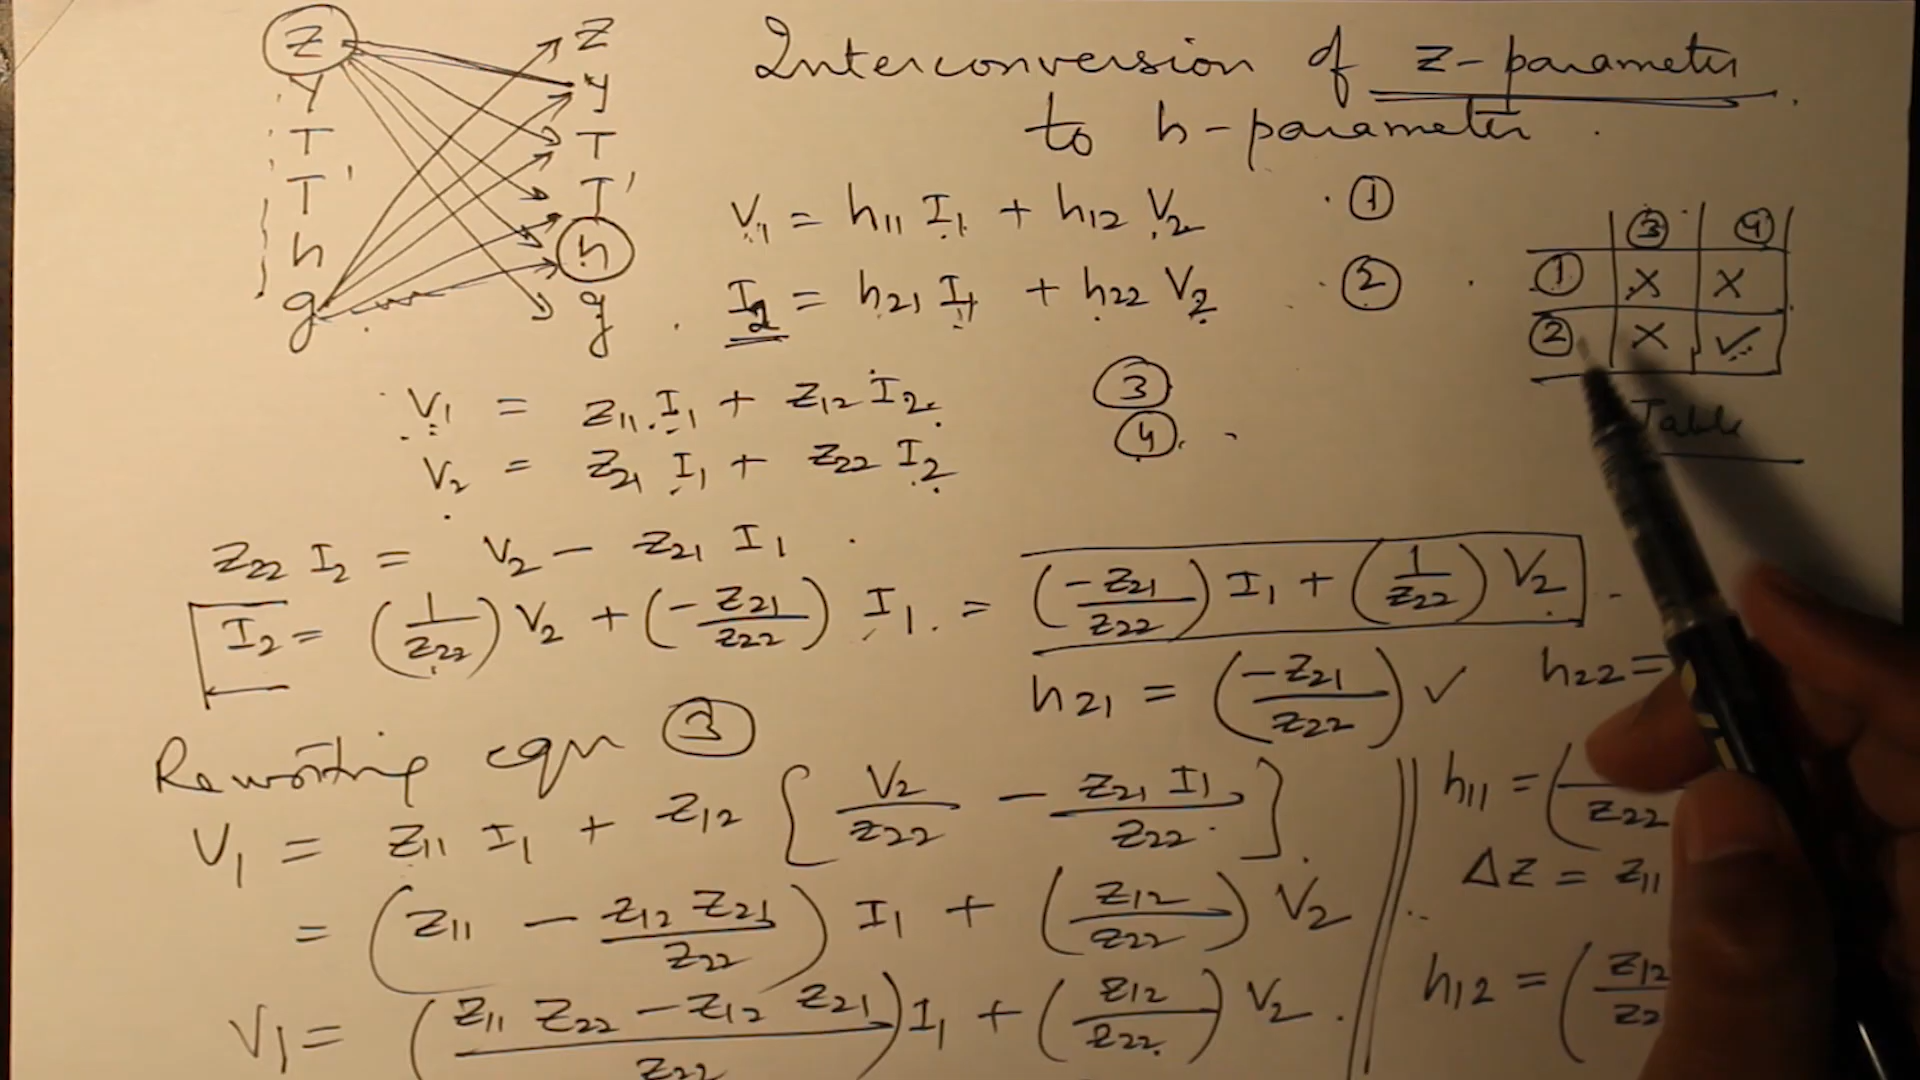 Z Z
Y Y
T T
T' T'
h h
g g
Interconversion of z-parameter
to h-parameter
V1 = h11 I1 + h12 V2 ①
I2 = h21 I1 + h22 V2 ②
③ ④
① X X
② X ✓
Table
V1 = Z11 I1 + Z12 I2 ③
V2 = Z21 I1 + Z22 I2 ④
Z22 I2 = V2 − Z21 I1
I2 = (1/Z22) V2 + (−Z21/Z22) I1 = (−Z21/Z22) I1 + (1/Z22) V2
h21 = (−Z21/Z22) ✓ h22 =
Rewriting eqn ③
V1 = Z11 I1 + Z12 [V2/Z22 − Z21 I1/Z22]
= (Z11 − Z12 Z21/Z22) I1 + (Z12/Z22) V2
V1 = (Z11 Z22 − Z12 Z21/Z22) I1 + (Z12/Z22) V2
h11 = ( /Z22
ΔZ = Z11
h12 = (Z12/Z2